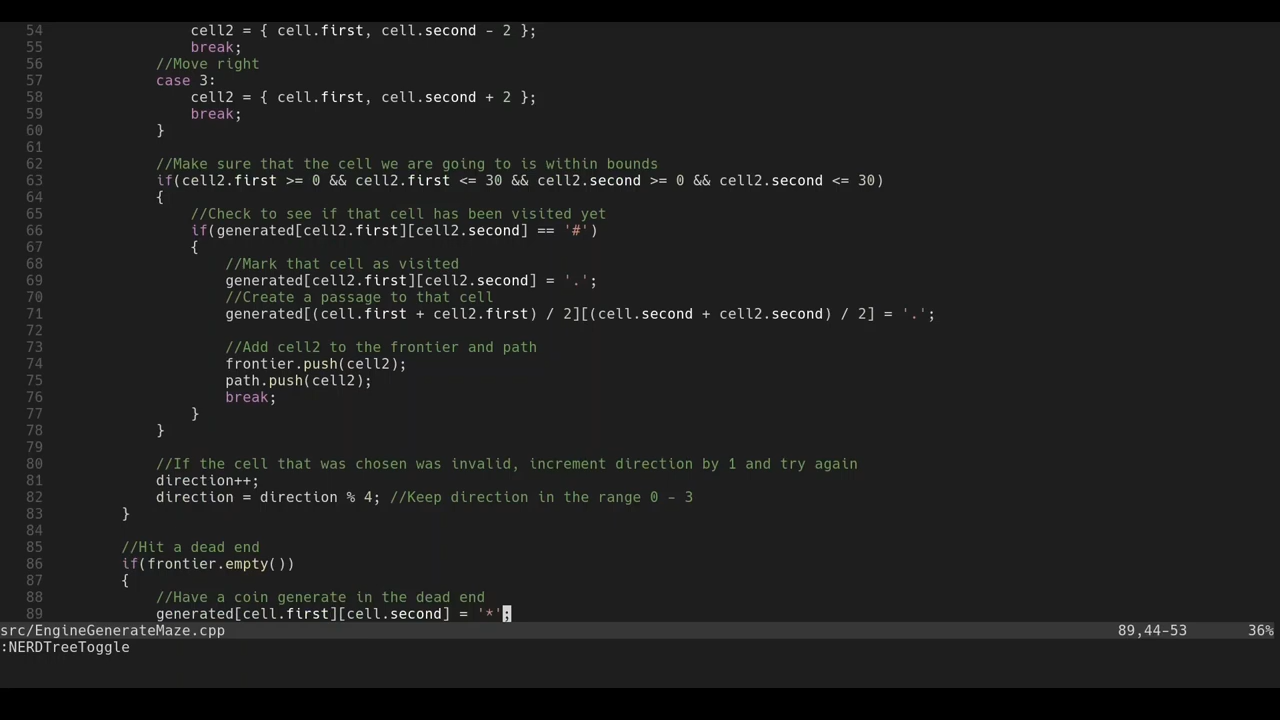 54                 cell2 = { cell.first, cell.second - 2 };
55                 break;
56             //Move right
57             case 3:
58                 cell2 = { cell.first, cell.second + 2 };
59                 break;
60             }
61
62             //Make sure that the cell we are going to is within bounds
63             if(cell2.first >= 0 && cell2.first <= 30 && cell2.second >= 0 && cell2.second <= 30)
64             {
65                 //Check to see if that cell has been visited yet
66                 if(generated[cell2.first][cell2.second] == '#')
67                 {
68                     //Mark that cell as visited
69                     generated[cell2.first][cell2.second] = '.';
70                     //Create a passage to that cell
71                     generated[(cell.first + cell2.first) / 2][(cell.second + cell2.second) / 2] = '.';
72
73                     //Add cell2 to the frontier and path
74                     frontier.push(cell2);
75                     path.push(cell2);
76                     break;
77                 }
78             }
79
80             //If the cell that was chosen was invalid, increment direction by 1 and try again
81             direction++;
82             direction = direction % 4; //Keep direction in the range 0 - 3
83         }
84
85         //Hit a dead end
86         if(frontier.empty())
87         {
88             //Have a coin generate in the dead end
89             generated[cell.first][cell.second] = '*';
src/EngineGenerateMaze.cpp 89,44-53 36%
:NERDTreeToggle